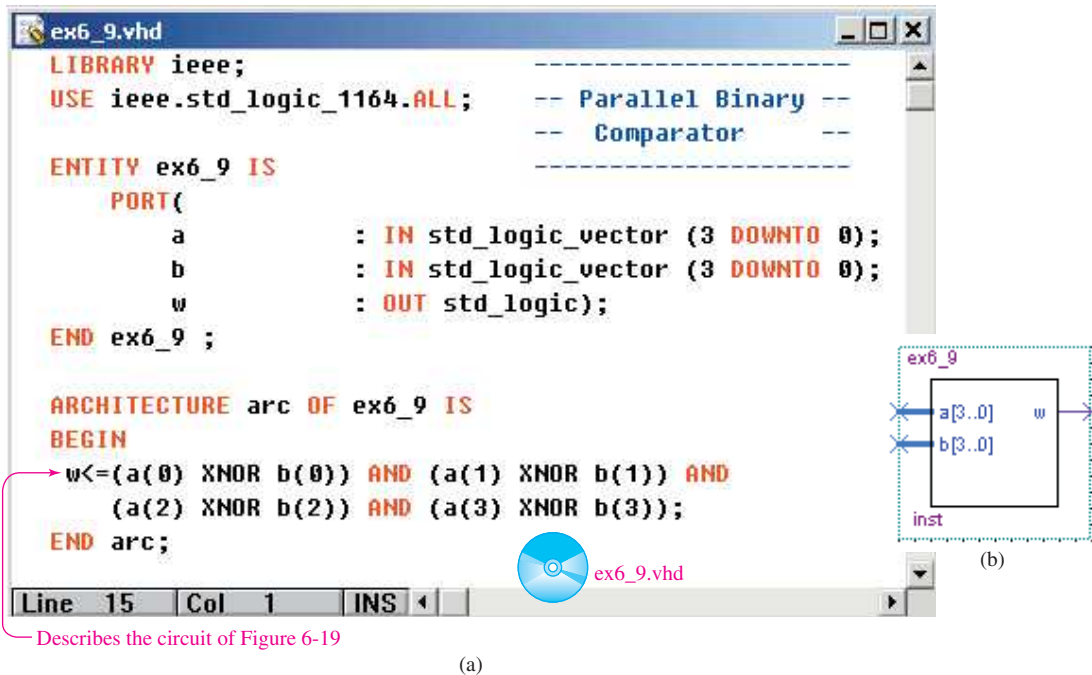 ex6_9.vhd
LIBRARY ieee; ----------------------
USE ieee.std_logic_1164.ALL; -- Parallel Binary --
-- Comparator --
ENTITY ex6_9 IS ----------------------
PORT(
a : IN std_logic_vector (3 DOWNTO 0);
b : IN std_logic_vector (3 DOWNTO 0);
w : OUT std_logic);
END ex6_9 ;
ARCHITECTURE arc OF ex6_9 IS
BEGIN
w<=(a(0) XNOR b(0)) AND (a(1) XNOR b(1)) AND
(a(2) XNOR b(2)) AND (a(3) XNOR b(3));
END arc;
ex6_9.vhd
Line 15 Col 1 INS
Describes the circuit of Figure 6-19
(a)
ex6_9
a[3..0] w
b[3..0]
inst
(b)